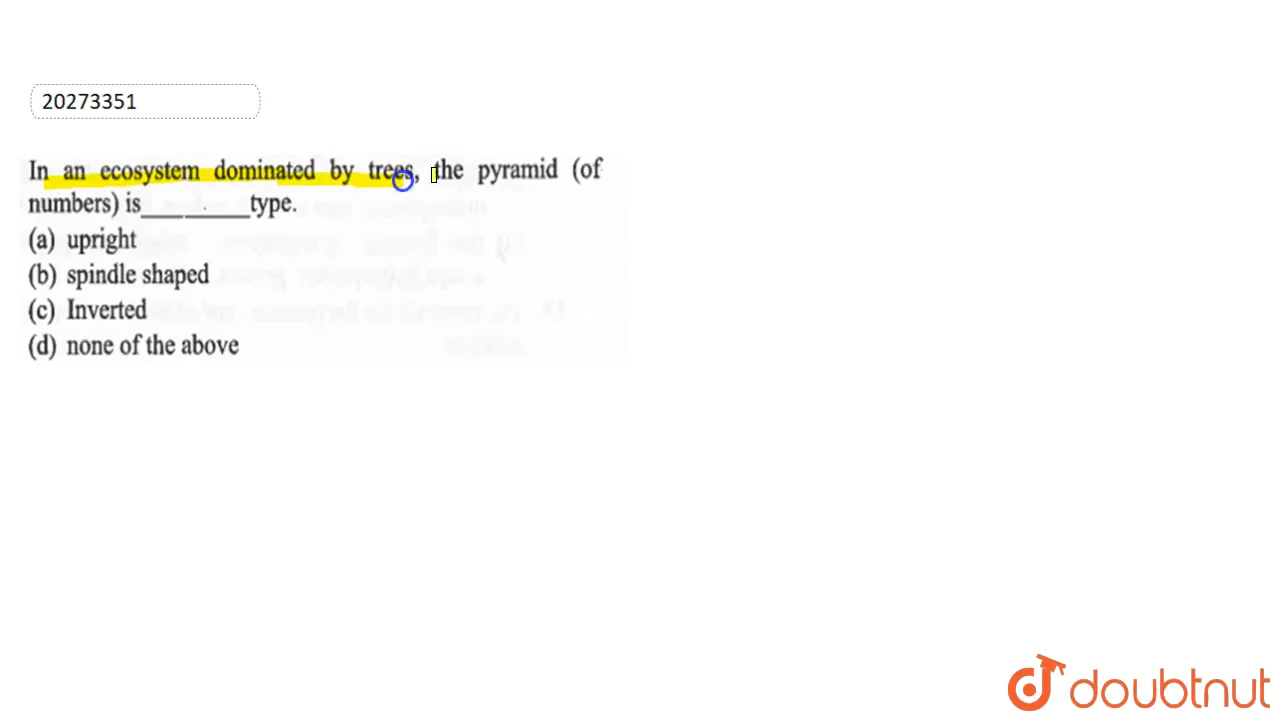 20273351
In an ecosystem dominated by trees, the pyramid (of
numbers) is_________type.
(a) upright
(b) spindle shaped
(c) Inverted
(d) none of the above
doubtnut